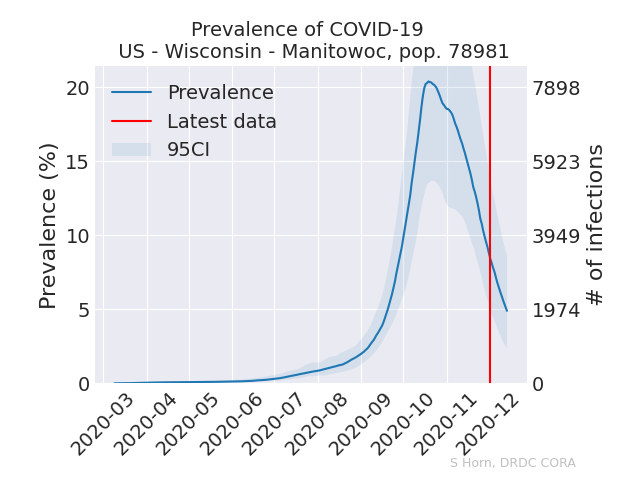 Prevalence of COVID-19
US - Wisconsin - Manitowoc, pop. 78981
Prevalence
Latest data
95CI
Prevalence (%)
20
15
10
5
0
7898
5923
3949
1974
0
# of infections
2020-03
2020-04
2020-05
2020-06
2020-07
2020-08
2020-09
2020-10
2020-11
2020-12
S Horn, DRDC CORA